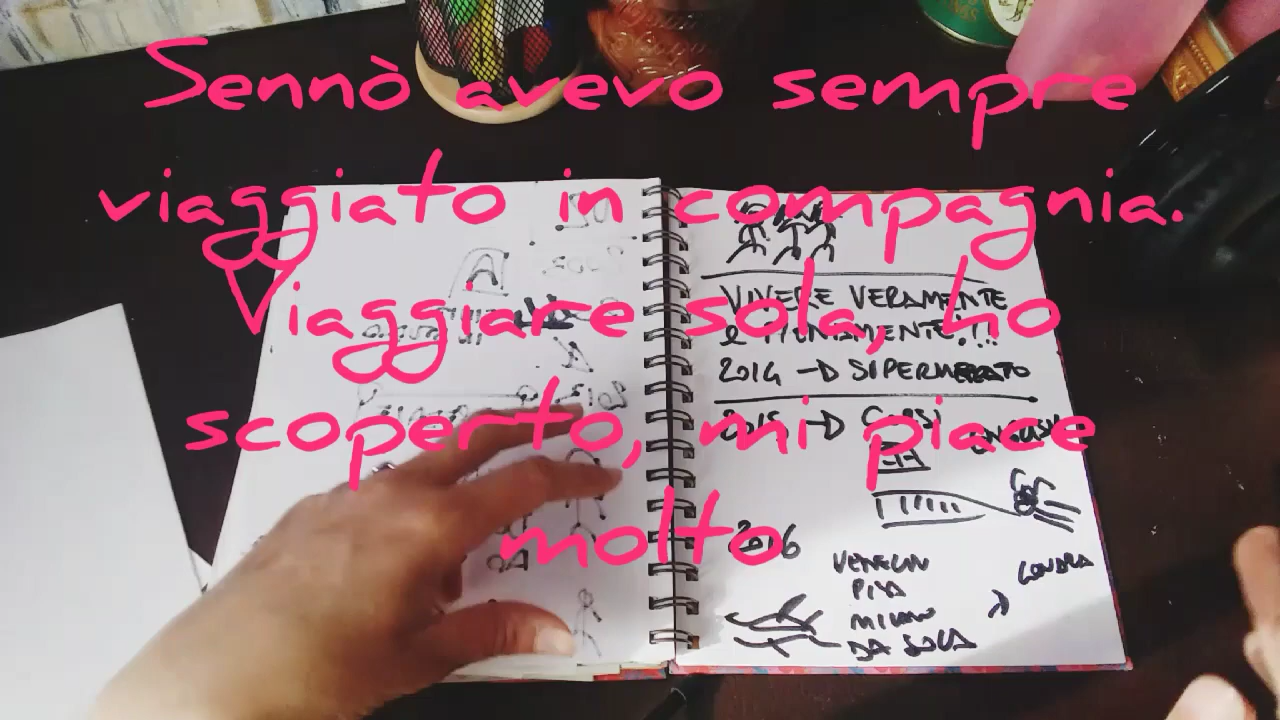 Sennò avevo sempre
viaggiato in compagnia.
Viaggiare sola, ho
scoperto, mi piace
molto
VIVERE VERAMENTE
E PIENAMENTE!!!
2014 → SUPERMERCATO
2015 → CORSI
2016
VENEZIA
PISA
MILANO
DA SOLA
LONDRA